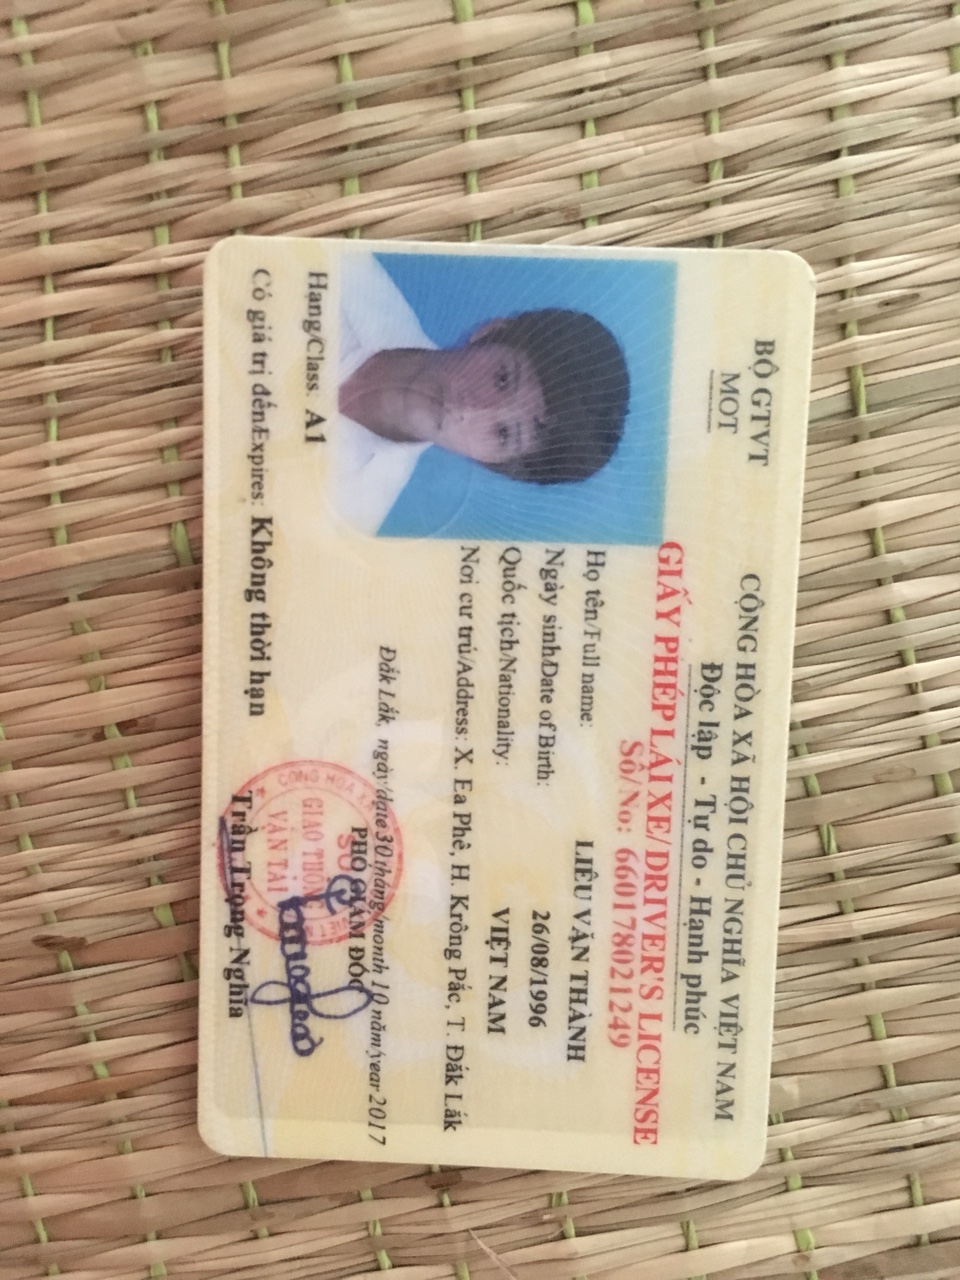 BỘ GTVT
MOT
CỘNG HÒA XÃ HỘI CHỦ NGHĨA VIỆT NAM
Độc lập - Tự do - Hạnh phúc
GIẤY PHÉP LÁI XE/ DRIVER'S LICENSE
Số/ No: 660178021249
Họ tên/Full name: LIÊU VĂN THÀNH
Ngày sinh/Date of Birth: 26/08/1996
Quốc tịch/Nationality: VIỆT NAM
Nơi cư trú/Address: X. Ea Phê, H. Krông Pắc, T. Đắk Lắk
Đắk Lắk, ngày/date 30 tháng/month 10 năm/year 2017
PHÓ GIÁM ĐỐC
SỞ
GIAO THÔNG
VẬN TẢI
Trần Trọng Nghĩa
Hạng/Class: A1
Có giá trị đến/Expires: Không thời hạn